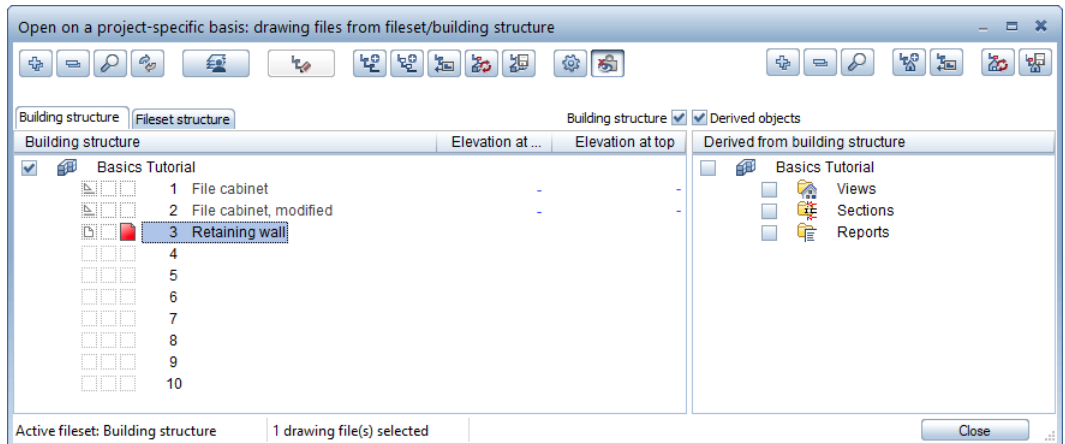 Open on a project-specific basis: drawing files from fileset/building structure
Building structure Fileset structure Building structure Derived objects
Building structure Elevation at ... Elevation at top Derived from building structure
Basics Tutorial Basics Tutorial
1 File cabinet - - Views
2 File cabinet, modified - - Sections
3 Retaining wall Reports
4
5
6
7
8
9
10
Active fileset: Building structure 1 drawing file(s) selected Close